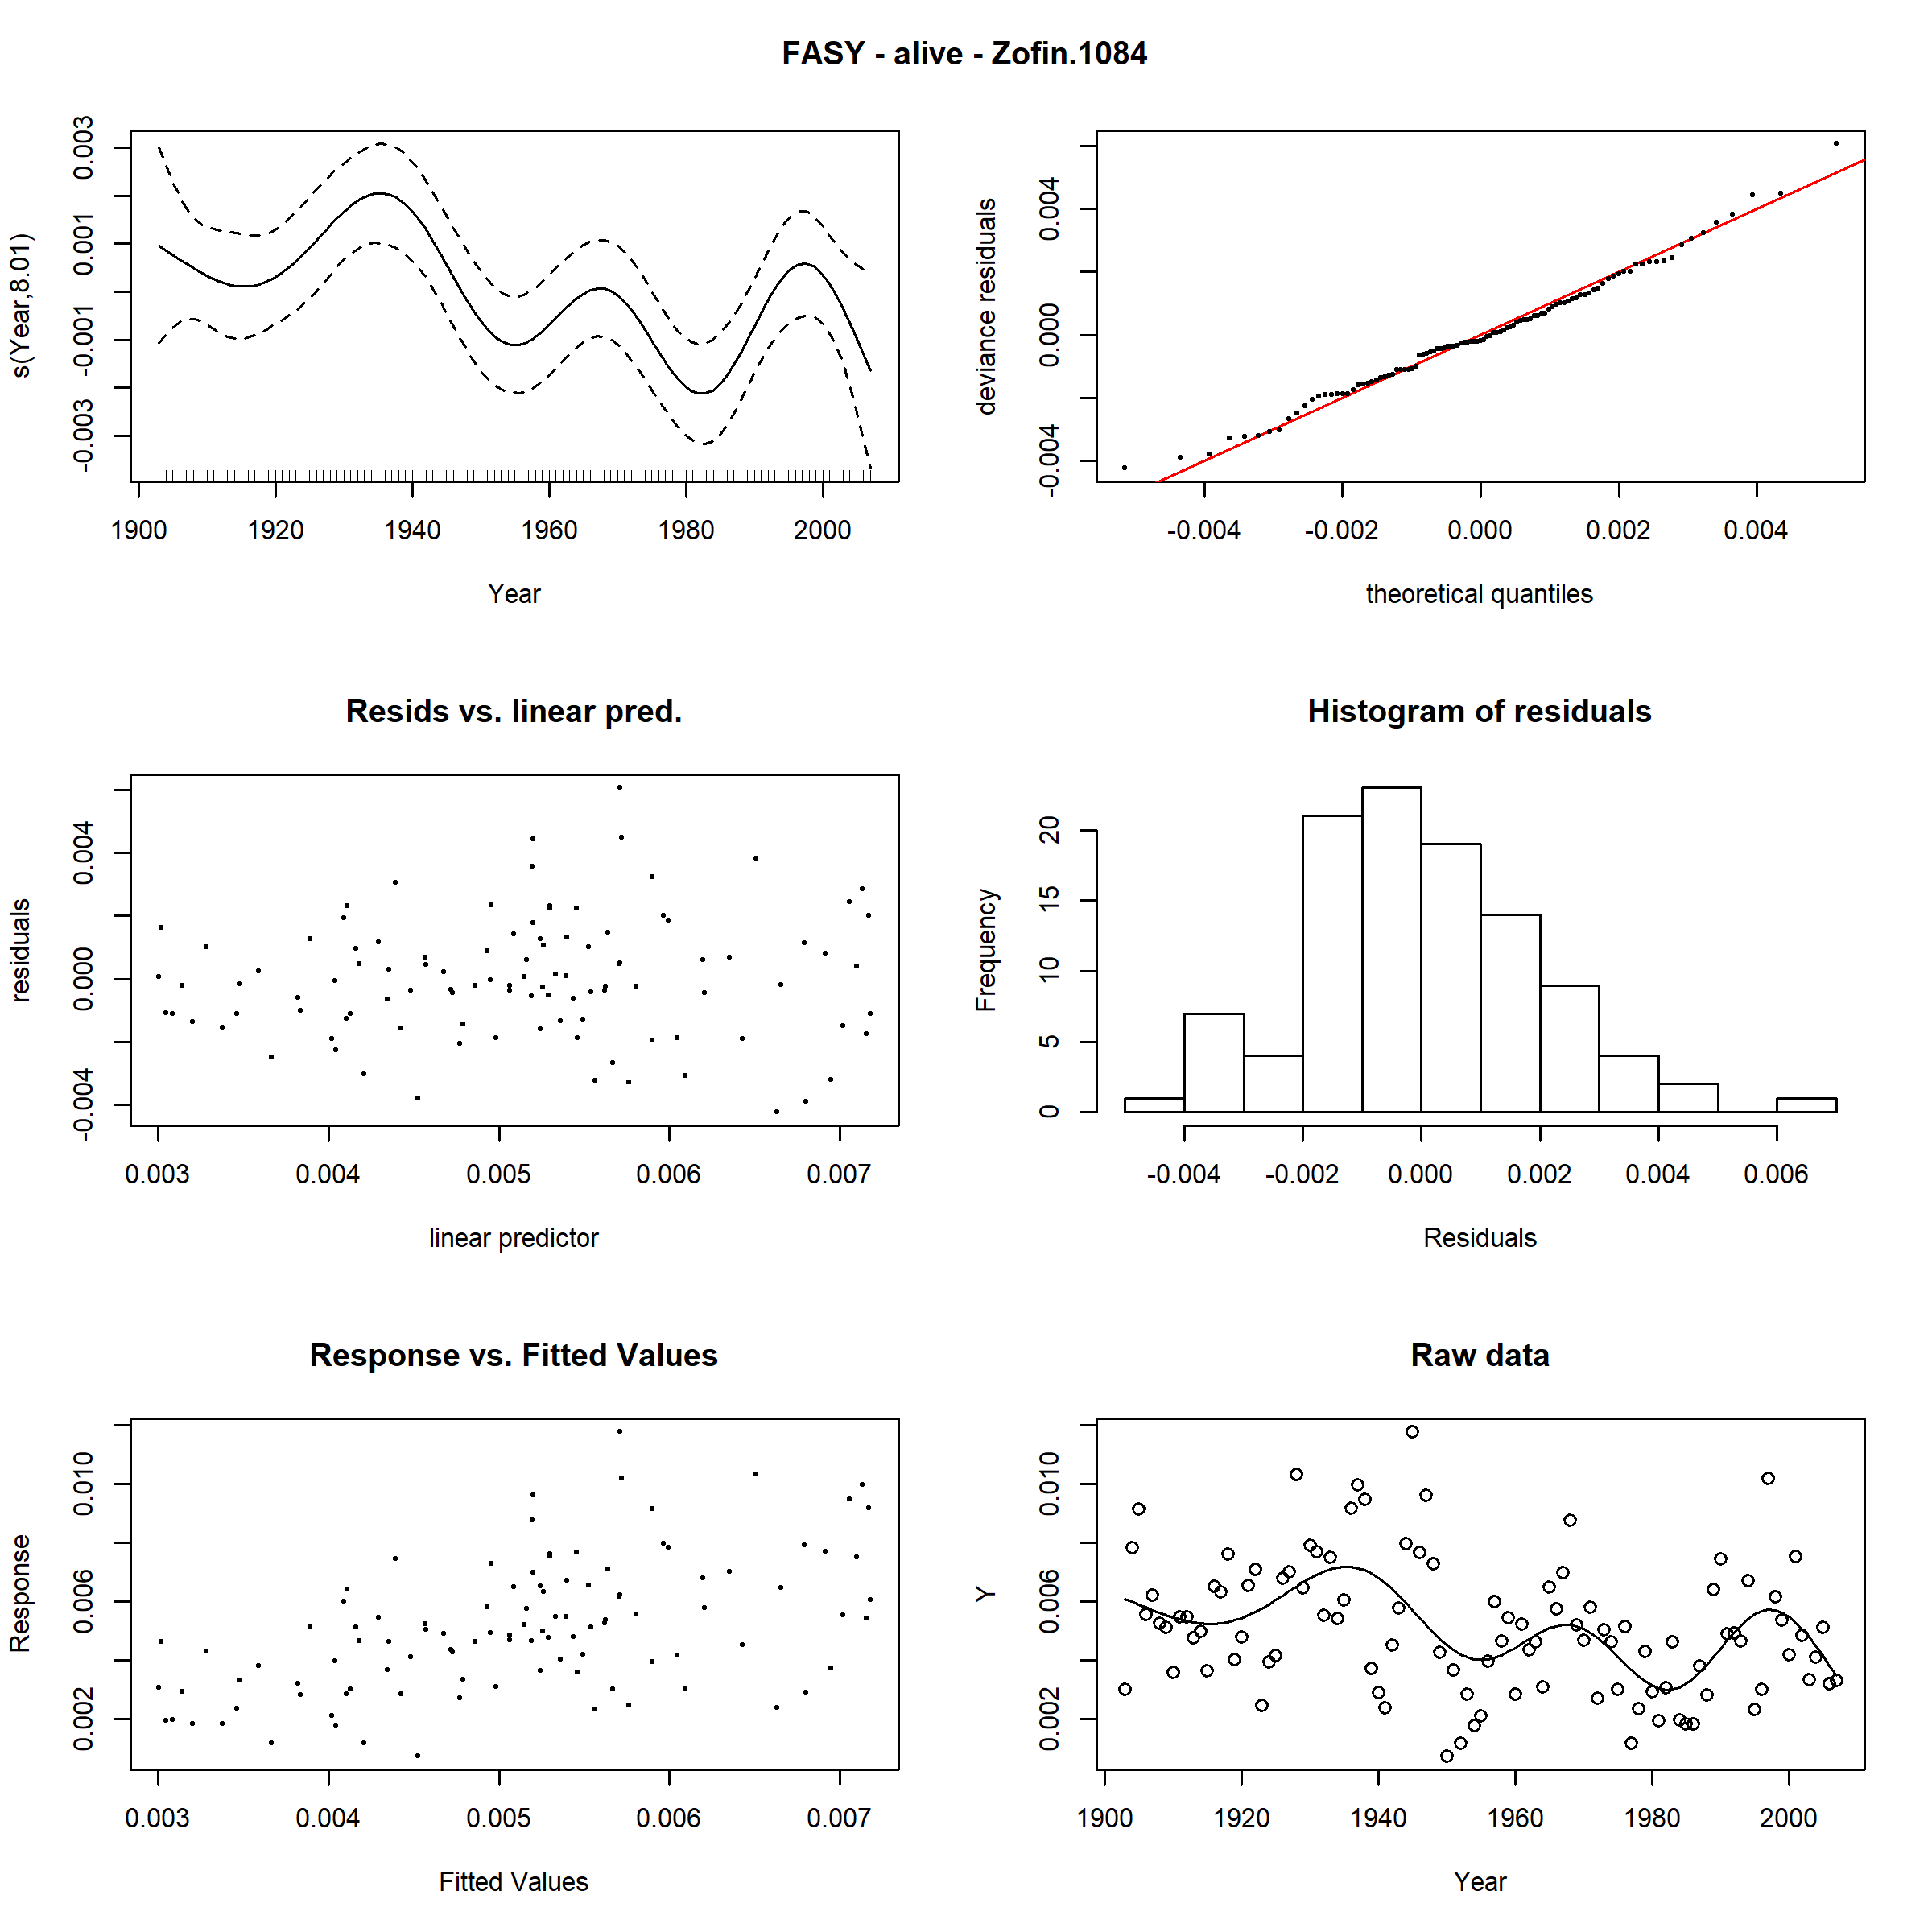 FASY - alive - Zofin.1084
s(Year,8.01)
-0.003 -0.001 0.001 0.003
1900 1920 1940 1960 1980 2000
Year
deviance residuals
-0.004 0.000 0.004
-0.004 -0.002 0.000 0.002 0.004
theoretical quantiles
Resids vs. linear pred.
residuals
-0.004 0.000 0.004
0.003 0.004 0.005 0.006 0.007
linear predictor
Histogram of residuals
Frequency
0 5 10 15 20
-0.004 -0.002 0.000 0.002 0.004 0.006
Residuals
Response vs. Fitted Values
Response
0.002 0.006 0.010
0.003 0.004 0.005 0.006 0.007
Fitted Values
Raw data
Y
0.002 0.006 0.010
1900 1920 1940 1960 1980 2000
Year